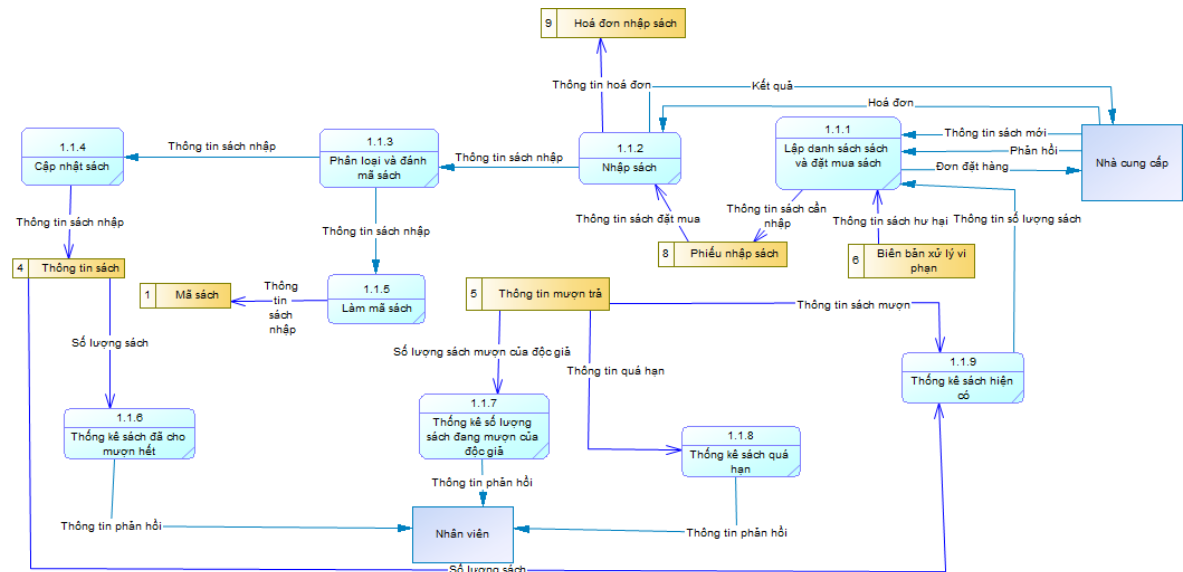 9 Hoá đơn nhập sách
Thông tin hoá đơn
Kết quả
Hoá đơn
1.1.4
Cập nhật sách
Thông tin sách nhập
1.1.3
Phân loại và đánh
mã sách
Thông tin sách nhập
1.1.2
Nhập sách
1.1.1
Lập danh sách sách
và đặt mua sách
Thông tin sách mới
Phản hồi
Đơn đặt hàng
Nhà cung cấp
Thông tin sách nhập
Thông tin sách nhập
Thông tin sách đặt mua
Thông tin sách cần
nhập
Thông tin sách hư hại
Thông tin số lượng sách
4 Thông tin sách
8 Phiếu nhập sách
6 Biên bản xử lý vi
phạn
1 Mã sách
Thông
tin
sách
nhập
1.1.5
Làm mã sách
5 Thông tin mượn trả
Thông tin sách mượn
Số lượng sách
Số lượng sách mượn của độc giả
Thông tin quá hạn
1.1.9
Thống kê sách hiện
có
1.1.6
Thống kê sách đã cho
mượn hết
1.1.7
Thống kê số lượng
sách đang mượn của
độc giả
1.1.8
Thống kê sách quá
hạn
Thông tin phản hồi
Thông tin phản hồi
Thông tin phản hồi
Nhân viên
Số lượng sách